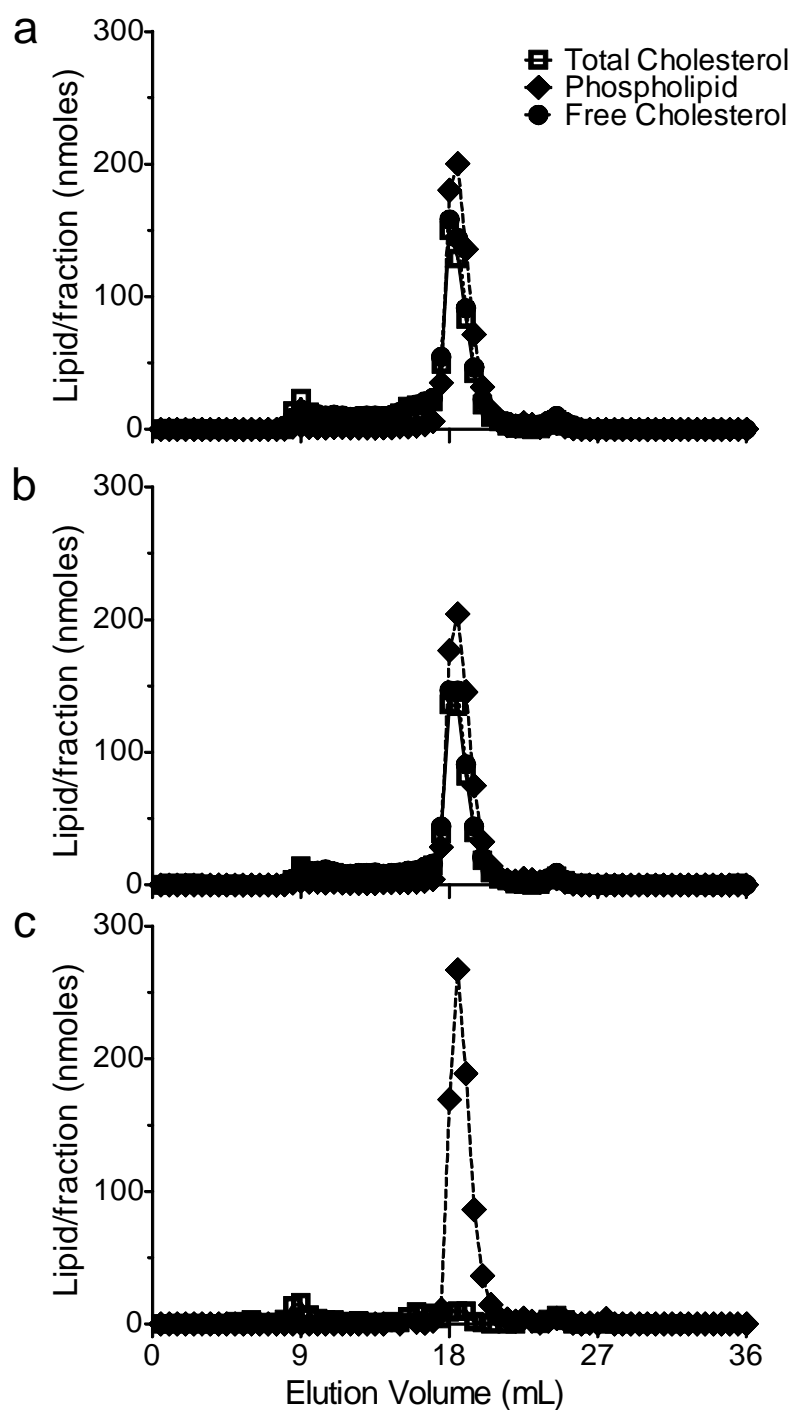 a
300
200
100
0
Lipid/fraction (nmoles)
Total Cholesterol
Phospholipid
Free Cholesterol
b
300
200
100
0
Lipid/fraction (nmoles)
c
300
200
100
0
Lipid/fraction (nmoles)
0 9 18 27 36
Elution Volume (mL)